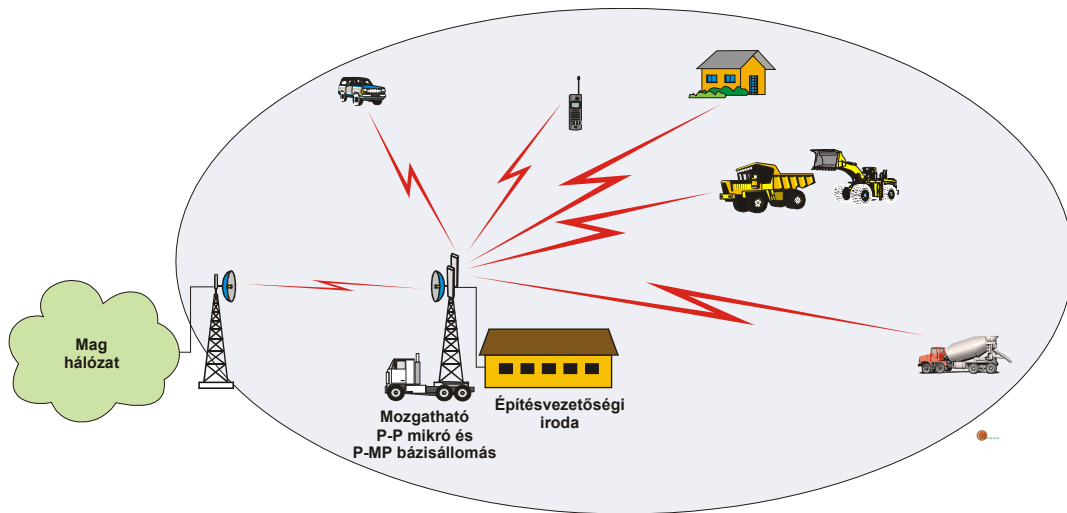 Mag
hálózat
Mozgatható
P-P mikró és
P-MP bázisállomás
Építésvezetőségi
iroda